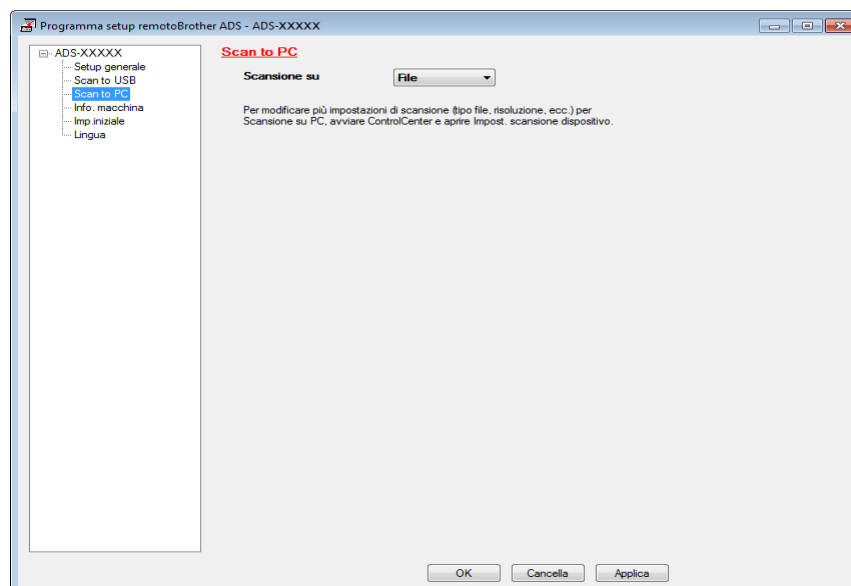 Programma setup remotoBrother ADS - ADS-XXXXX
ADS-XXXXX
Setup generale
Scan to USB
Scan to PC
Info. macchina
Imp.iniziale
Lingua
Scan to PC
Scansione su
File
Per modificare più impostazioni di scansione (tipo file, risoluzione, ecc.) per
Scansione su PC, avviare ControlCenter e aprire Impost. scansione dispositivo.
OK
Cancella
Applica